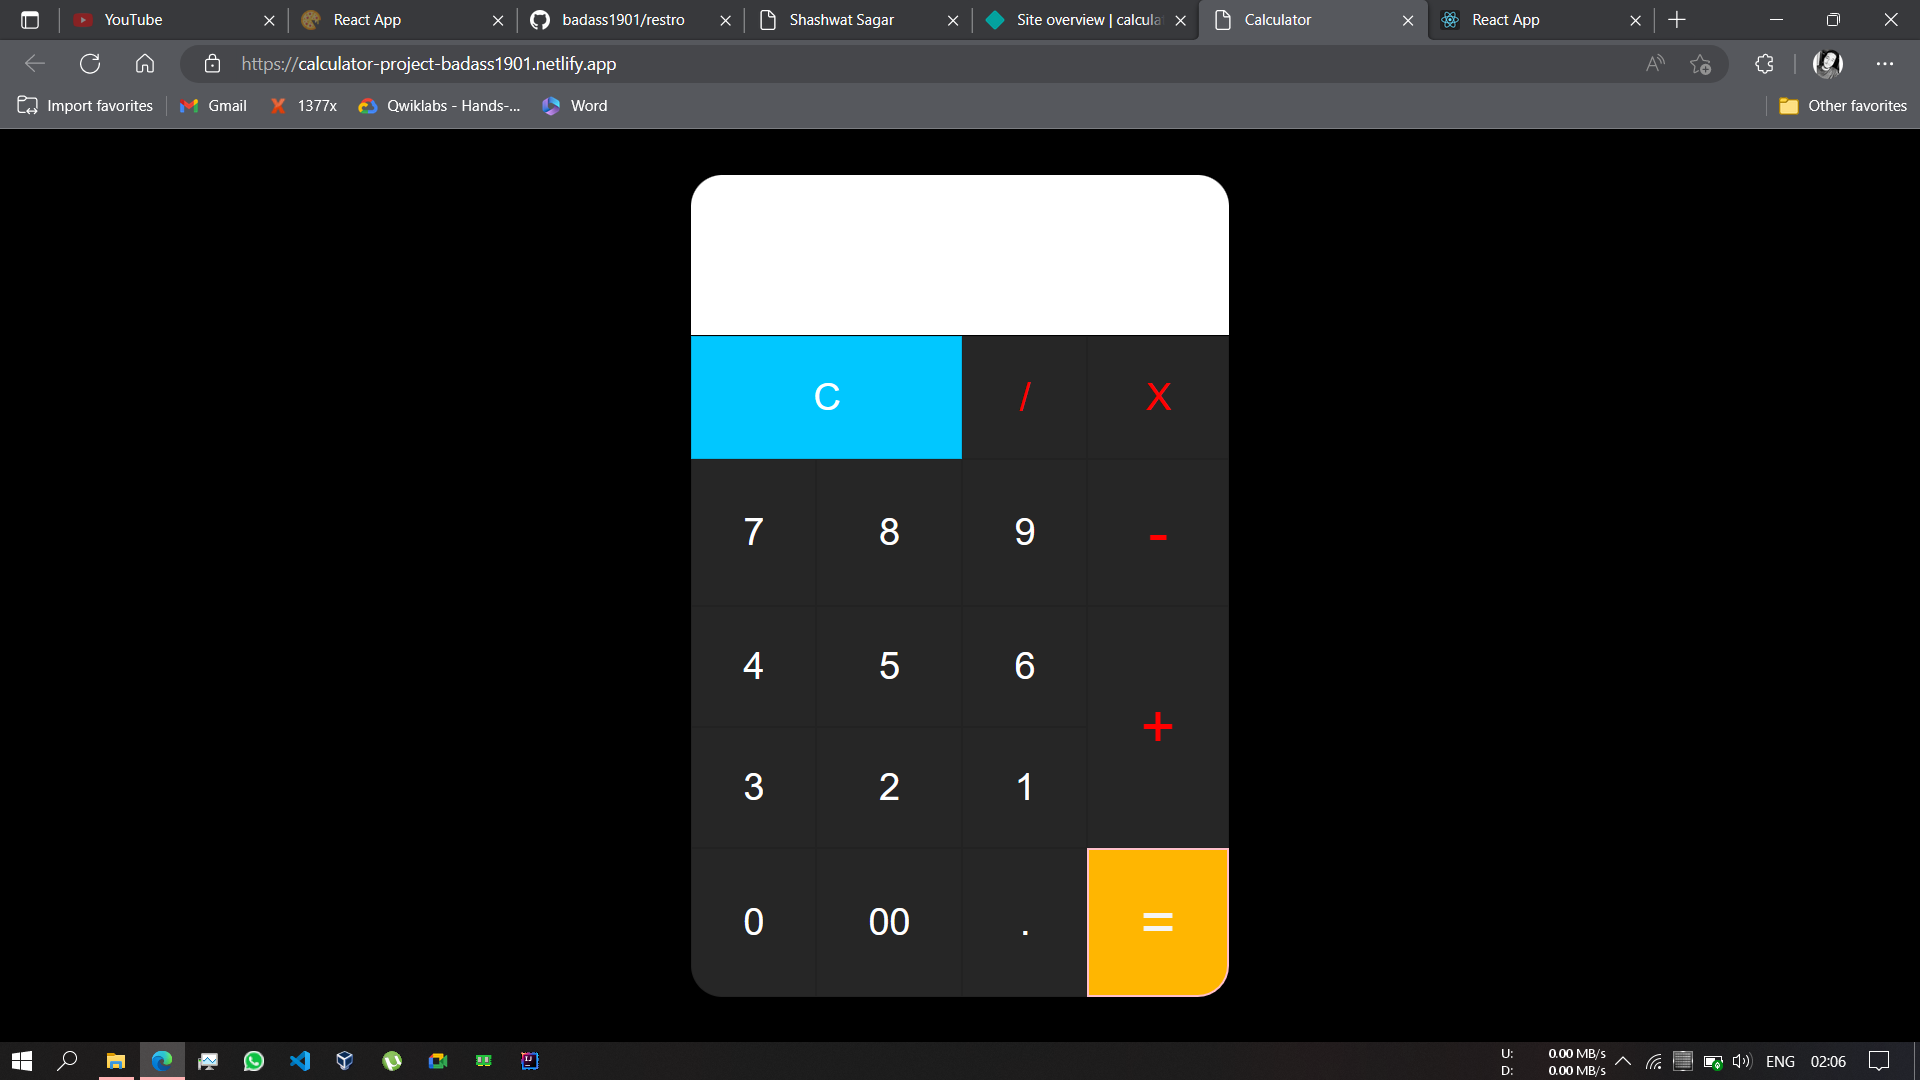 YouTube
React App
badass1901/restro
Shashwat Sagar
Site overview | calcula
Calculator
React App
https://calculator-project-badass1901.netlify.app
Import favorites
Gmail
1377x
Qwiklabs - Hands-...
Word
Other favorites
C / X
7 8 9 -
4 5 6
+
3 2 1
0 00 . =
U: 0.00 MB/s
D: 0.00 MB/s
ENG 02:06